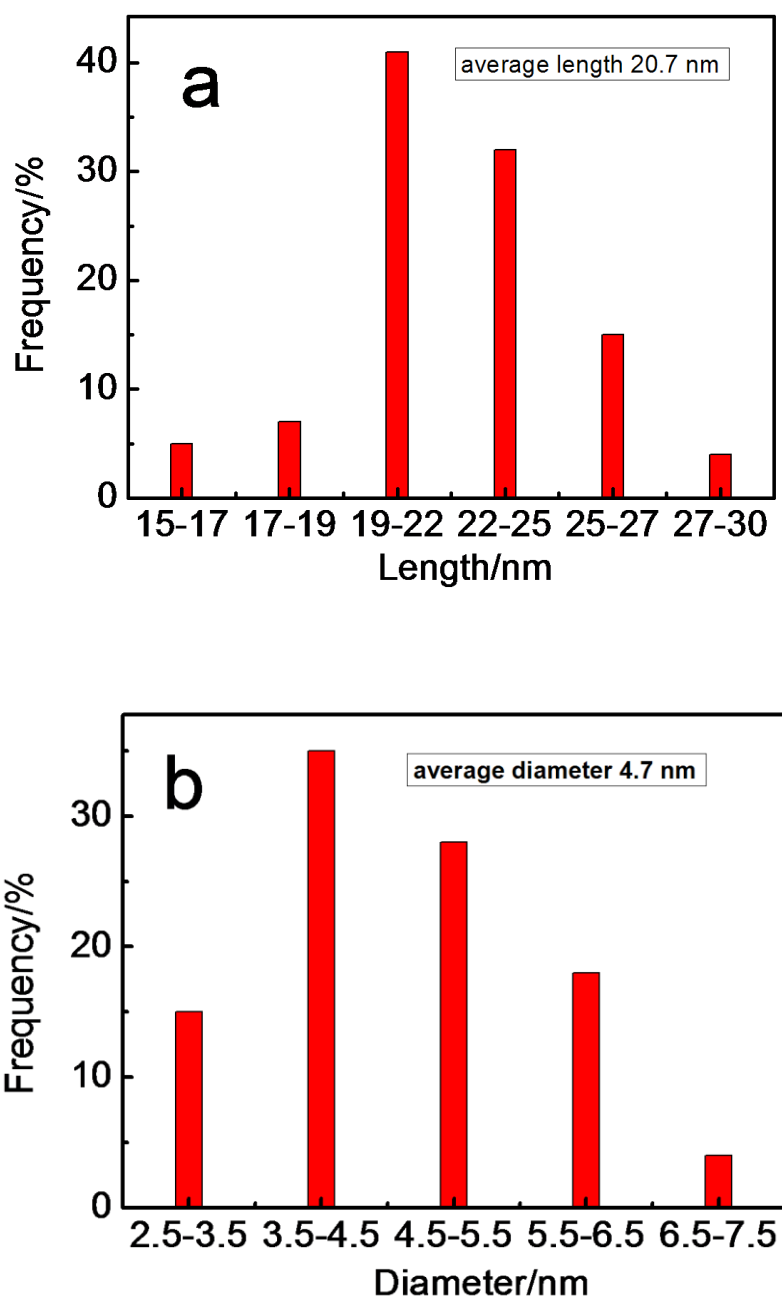 a
average length 20.7 nm
Frequency/%
40
30
20
10
0
15-17 17-19 19-22 22-25 25-27 27-30
Length/nm
b
average diameter 4.7 nm
Frequency/%
30
20
10
0
2.5-3.5 3.5-4.5 4.5-5.5 5.5-6.5 6.5-7.5
Diameter/nm